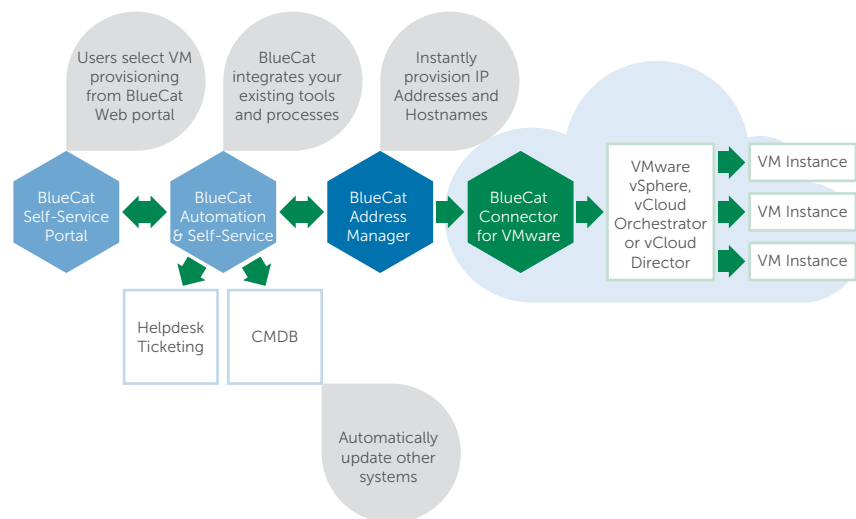 Users select VM
provisioning
from BlueCat
Web portal
BlueCat
integrates your
existing tools
and processes
Instantly
provision IP
Addresses and
Hostnames
BlueCat
Self-Service
Portal
BlueCat
Automation
& Self-Service
BlueCat
Address
Manager
BlueCat
Connector
for VMware
VMware
vSphere,
vCloud
Orchestrator
or vCloud
Director
VM Instance
VM Instance
VM Instance
Helpdesk
Ticketing
CMDB
Automatically
update other
systems